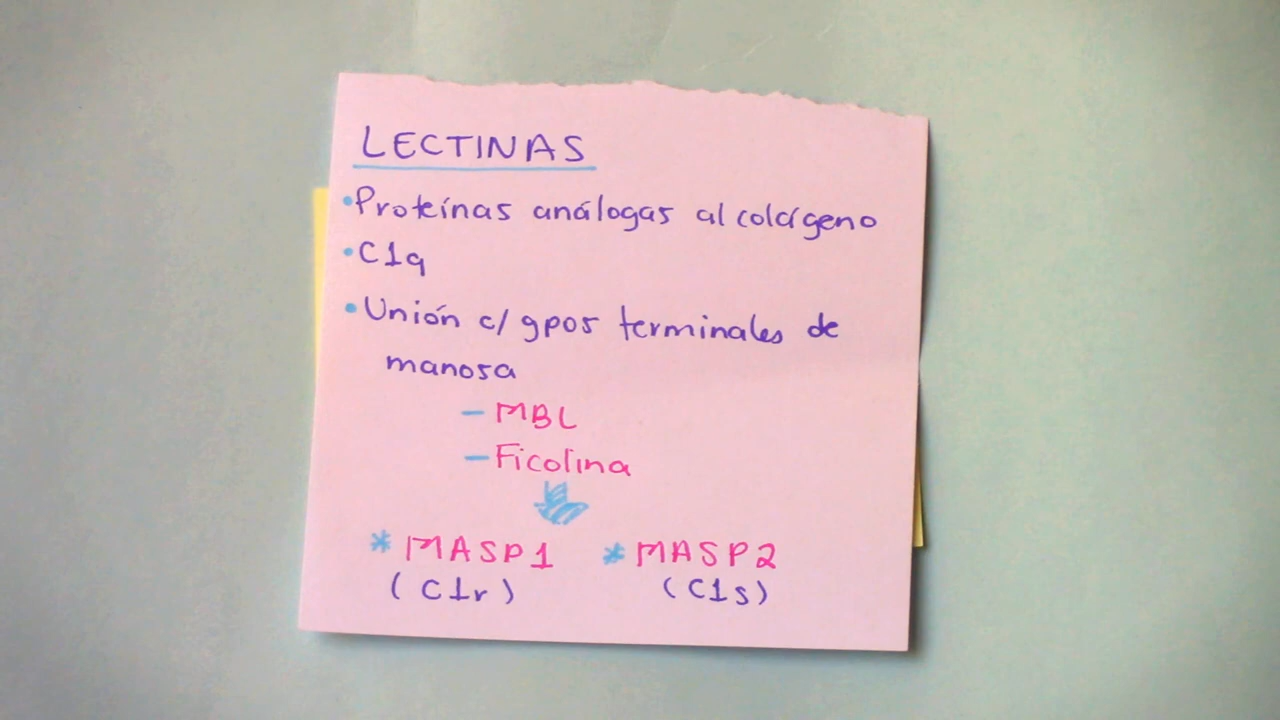 LECTINAS
•Proteínas análogas al colágeno
•C1q
•Unión c/ gpos terminales de
manosa
– MBL
– Ficolina
* MASP1 * MASP2
(C1r) (C1s)